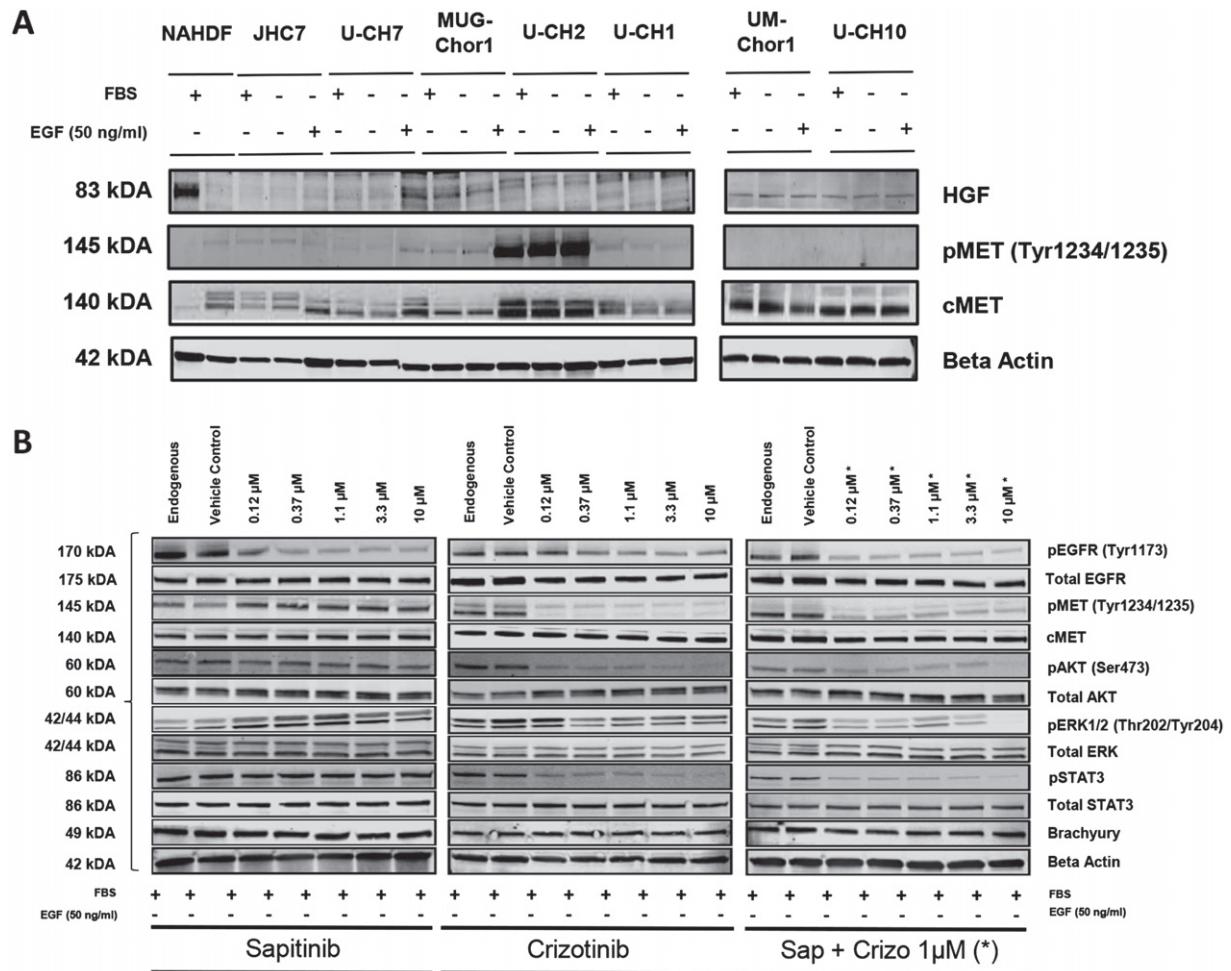 A
NAHDF JHC7 U-CH7 MUG-Chor1 U-CH2 U-CH1 UM-Chor1 U-CH10
FBS + + - - + - - + - - + - - + - - + - - + - -
EGF (50 ng/ml) - - - + - - + - - + - - + - - + - - + - - +
83 kDA HGF
145 kDA pMET (Tyr1234/1235)
140 kDA cMET
42 kDA Beta Actin
B
Endogenous Vehicle Control 0.12 µM 0.37 µM 1.1 µM 3.3 µM 10 µM Endogenous Vehicle Control 0.12 µM 0.37 µM 1.1 µM 3.3 µM 10 µM Endogenous Vehicle Control 0.12 µM * 0.37 µM * 1.1 µM * 3.3 µM * 10 µM *
170 kDA pEGFR (Tyr1173)
175 kDA Total EGFR
145 kDA pMET (Tyr1234/1235)
140 kDA cMET
60 kDA pAKT (Ser473)
60 kDA Total AKT
42/44 kDA pERK1/2 (Thr202/Tyr204)
42/44 kDA Total ERK
86 kDA pSTAT3
86 kDA Total STAT3
49 kDA Brachyury
42 kDA Beta Actin
FBS + + + + + + + + + + + + + + + + + + + + + FBS
EGF (50 ng/ml) - - - - - - - - - - - - - - - - - - - - - EGF (50 ng/ml)
Sapitinib Crizotinib Sap + Crizo 1µM (*)